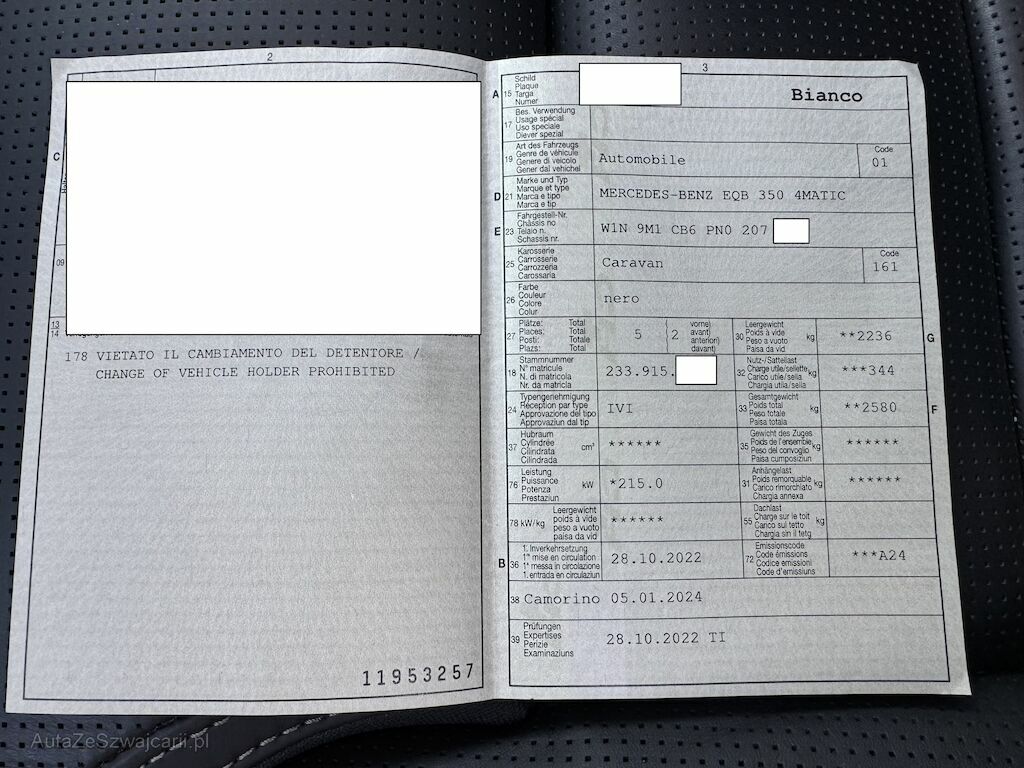 2
C
09
13
14
178 VIETATO IL CAMBIAMENTO DEL DETENTORE /
CHANGE OF VEHICLE HOLDER PROHIBITED
11953257
3
A 15 Schild
Plaque
Targa
Numer
Bianco
17 Bes. Verwendung
Usage spécial
Uso speciale
Diever spezial
19 Art des Fahrzeugs
Genre de véhicule
Genere di veicolo
Gener dal vehichel
Automobile
Code
01
D 21 Marke und Typ
Marque et type
Marca e tipo
Marca e tip
MERCEDES-BENZ EQB 350 4MATIC
E 23 Fahrgestell-Nr.
Châssis no
Telaio n.
Schassis nr.
W1N 9M1 CB6 PN0 207
25 Karosserie
Carrosserie
Carrozzeria
Carossaria
Caravan
Code
161
26 Farbe
Couleur
Colore
Colur
nero
27 Plätze: Total
Places: Total
Posti: Totale
Plazs: Total
5 ( 2 vorne)
avant)
anteriori)
davant)
30 Leergewicht
Poids à vide
Peso a vuoto
Paisa da vid
kg
**2236
G
18 Stammnummer
N° matricule
N. di matricola
Nr. da matricla
233.915.
32 Nutz-/Sattellast
Charge utile/sellette
Carico utile/sella
Chargia utila/sella
kg
***344
24 Typengenehmigung
Réception par type
Approvazione del tipo
Approvaziun dal tip
IVI
33 Gesamtgewicht
Poids total
Peso totale
Paisa totala
kg
**2580
F
37 Hubraum
Cylindrée
Cilindrata
Cilindrada
cm³
******
35 Gewicht des Zuges
Poids de l'ensemble
Peso del convoglio
Paisa cumposiziun
kg
******
76 Leistung
Puissance
Potenza
Prestaziun
kW
*215.0
31 Anhängelast
Poids remorquable
Carico rimorchiato
Chargia annexa
kg
******
78 kW/kg
Leergewicht
poids à vide
peso a vuoto
paisa da vid
******
55 Dachlast
Charge sur le toit
Carico sul tetto
Chargia sin il tetg
kg
B 36 1. Inverkehrsetzung
1re mise en circulation
1a messa in circolazione
1. entrada en circulaziun
28.10.2022
72 Emissionscode
Code émissions
Codice emissioni
Code d'emissiuns
***A24
38 Camorino 05.01.2024
39 Prüfungen
Expertises
Perizie
Examinaziuns
28.10.2022 TI
AutaZeSzwajcarii.pl